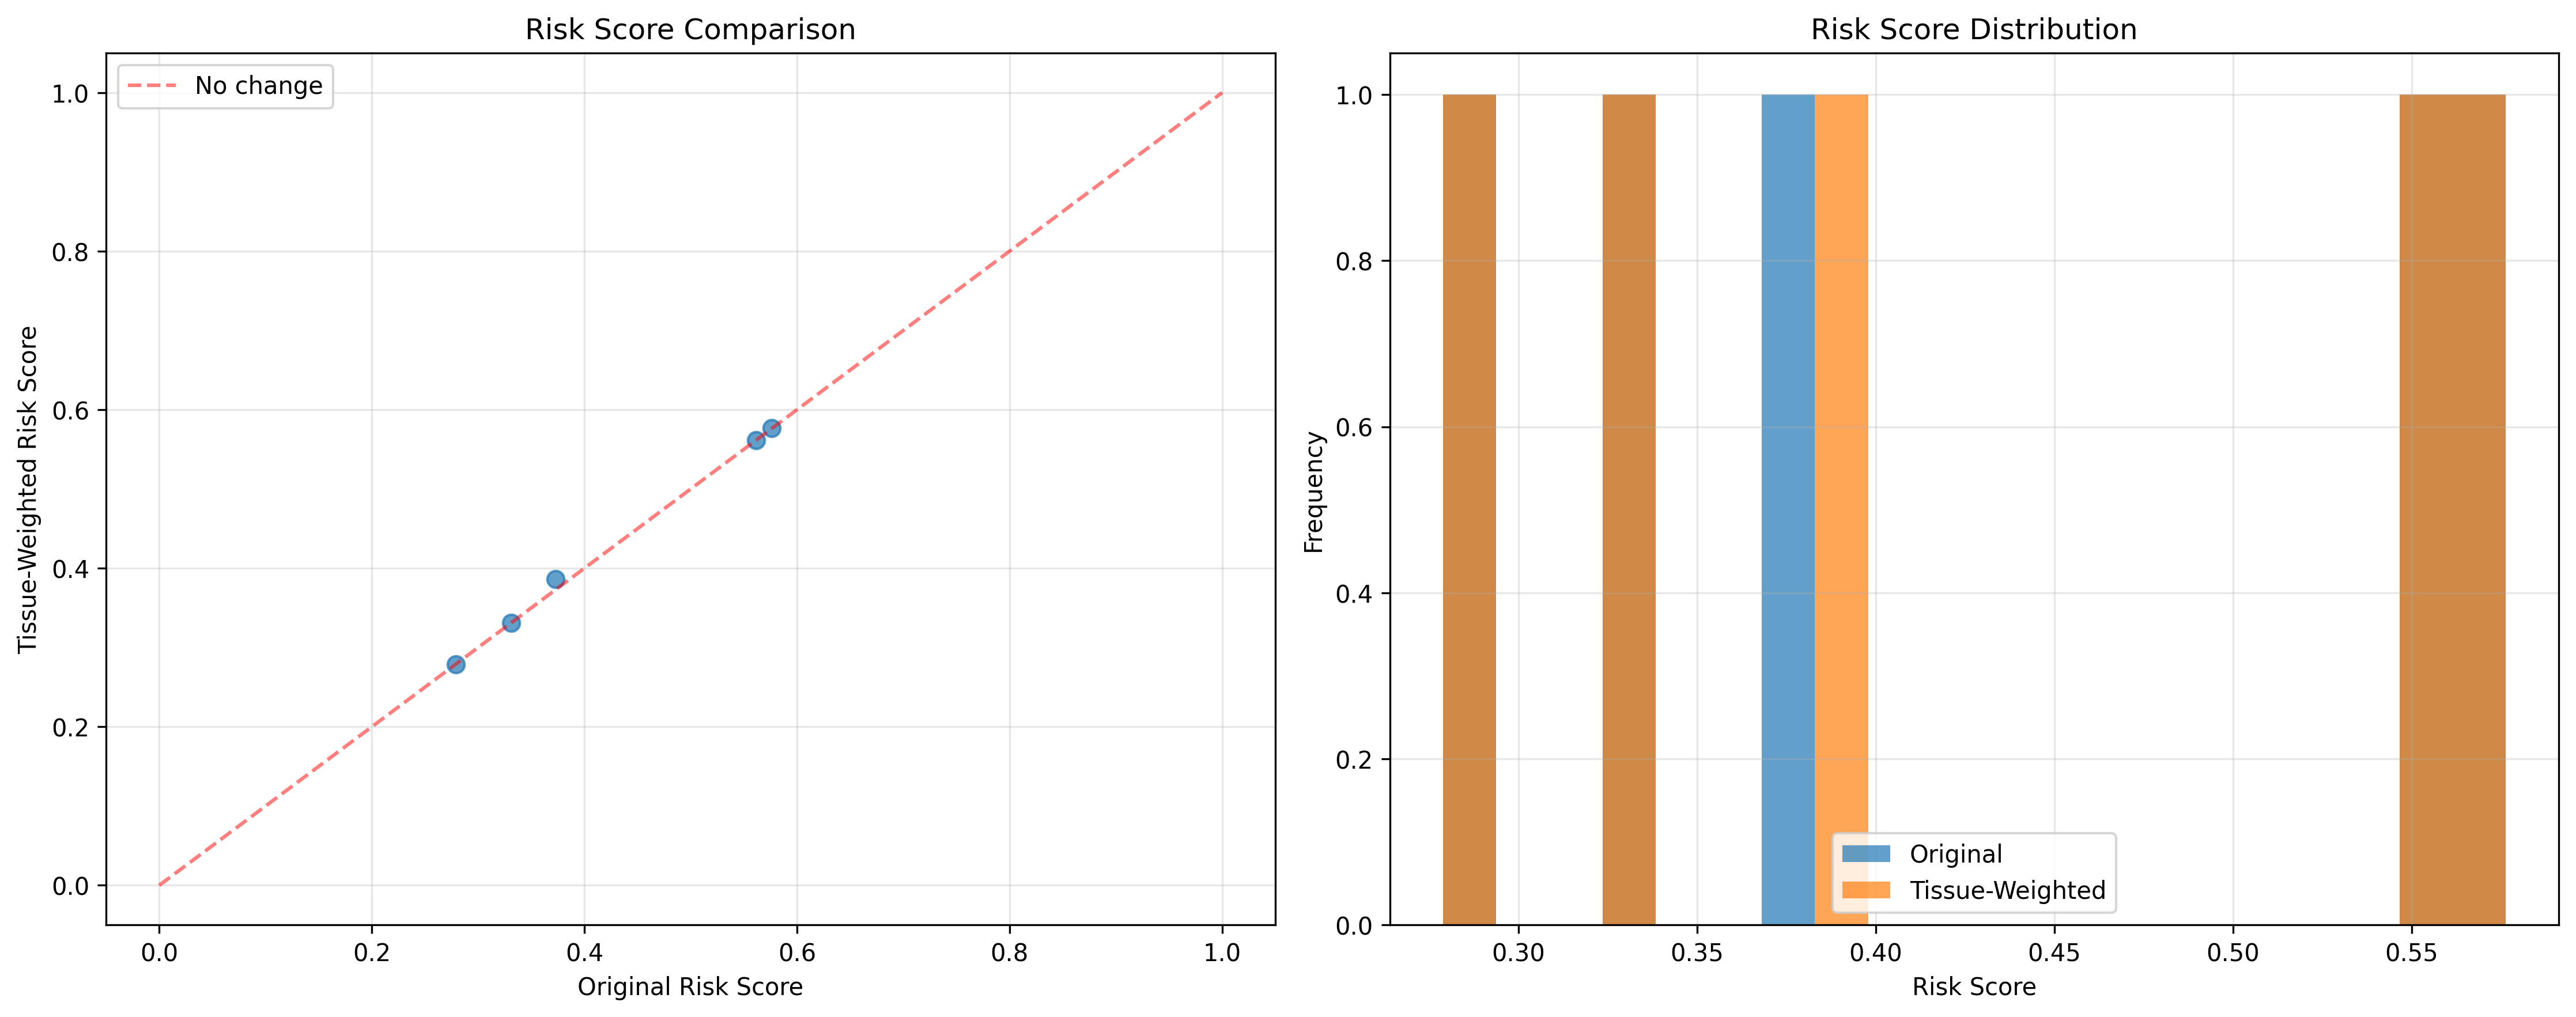 Risk Score Comparison
No change
1.0
0.8
0.6
0.4
0.2
0.0
Tissue-Weighted Risk Score
0.0 0.2 0.4 0.6 0.8 1.0
Original Risk Score
Risk Score Distribution
1.0
0.8
0.6
0.4
0.2
0.0
Frequency
Original
Tissue-Weighted
0.30 0.35 0.40 0.45 0.50 0.55
Risk Score